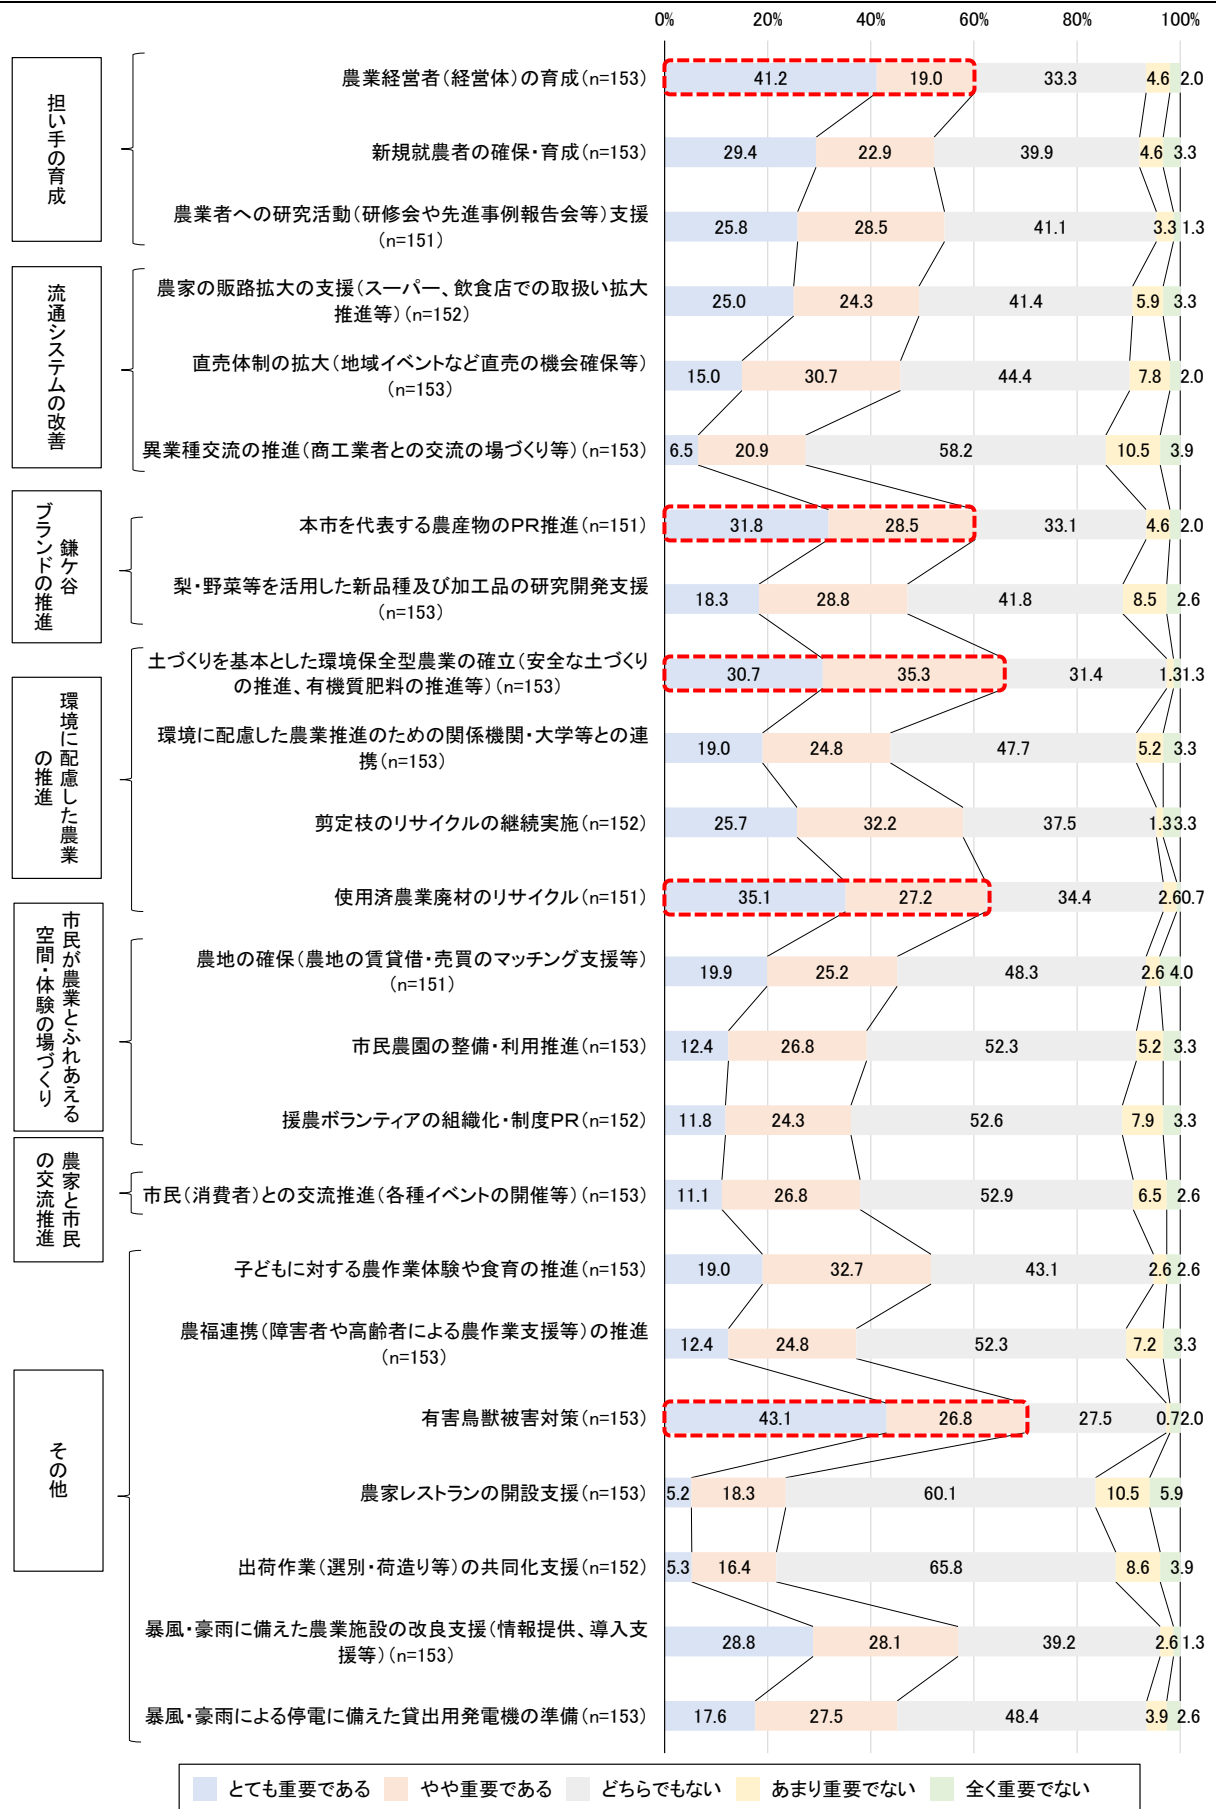 0% 20% 40% 60% 80% 100%
担い手の育成
農業経営者(経営体)の育成(n=153) 41.2 19.0 33.3 4.6 2.0
新規就農者の確保・育成(n=153) 29.4 22.9 39.9 4.6 3.3
農業者への研究活動(研修会や先進事例報告会等)支援
(n=151) 25.8 28.5 41.1 3.3 1.3
流通システムの改善
農家の販路拡大の支援(スーパー、飲食店での取扱い拡大
推進等)(n=152) 25.0 24.3 41.4 5.9 3.3
直売体制の拡大(地域イベントなど直売の機会確保等)
(n=153) 15.0 30.7 44.4 7.8 2.0
異業種交流の推進(商工業者との交流の場づくり等)(n=153) 6.5 20.9 58.2 10.5 3.9
鎌ケ谷
ブランドの推進
本市を代表する農産物のPR推進(n=151) 31.8 28.5 33.1 4.6 2.0
梨・野菜等を活用した新品種及び加工品の研究開発支援
(n=153) 18.3 28.8 41.8 8.5 2.6
環境に配慮した農業
の推進
土づくりを基本とした環境保全型農業の確立(安全な土づくり
の推進、有機質肥料の推進等)(n=153) 30.7 35.3 31.4 1.3 1.3
環境に配慮した農業推進のための関係機関・大学等との連
携(n=153) 19.0 24.8 47.7 5.2 3.3
剪定枝のリサイクルの継続実施(n=152) 25.7 32.2 37.5 1.3 3.3
使用済農業廃材のリサイクル(n=151) 35.1 27.2 34.4 2.6 0.7
市民が農業とふれあえる
空間・体験の場づくり
農地の確保(農地の賃貸借・売買のマッチング支援等)
(n=151) 19.9 25.2 48.3 2.6 4.0
市民農園の整備・利用推進(n=153) 12.4 26.8 52.3 5.2 3.3
援農ボランティアの組織化・制度PR(n=152) 11.8 24.3 52.6 7.9 3.3
農家と市民
の交流推進
市民(消費者)との交流推進(各種イベントの開催等)(n=153) 11.1 26.8 52.9 6.5 2.6
その他
子どもに対する農作業体験や食育の推進(n=153) 19.0 32.7 43.1 2.6 2.6
農福連携(障害者や高齢者による農作業支援等)の推進
(n=153) 12.4 24.8 52.3 7.2 3.3
有害鳥獣被害対策(n=153) 43.1 26.8 27.5 0.7 2.0
農家レストランの開設支援(n=153) 5.2 18.3 60.1 10.5 5.9
出荷作業(選別・荷造り等)の共同化支援(n=152) 5.3 16.4 65.8 8.6 3.9
暴風・豪雨に備えた農業施設の改良支援(情報提供、導入支
援等)(n=153) 28.8 28.1 39.2 2.6 1.3
暴風・豪雨による停電に備えた貸出用発電機の準備(n=153) 17.6 27.5 48.4 3.9 2.6
とても重要である やや重要である どちらでもない あまり重要でない 全く重要でない